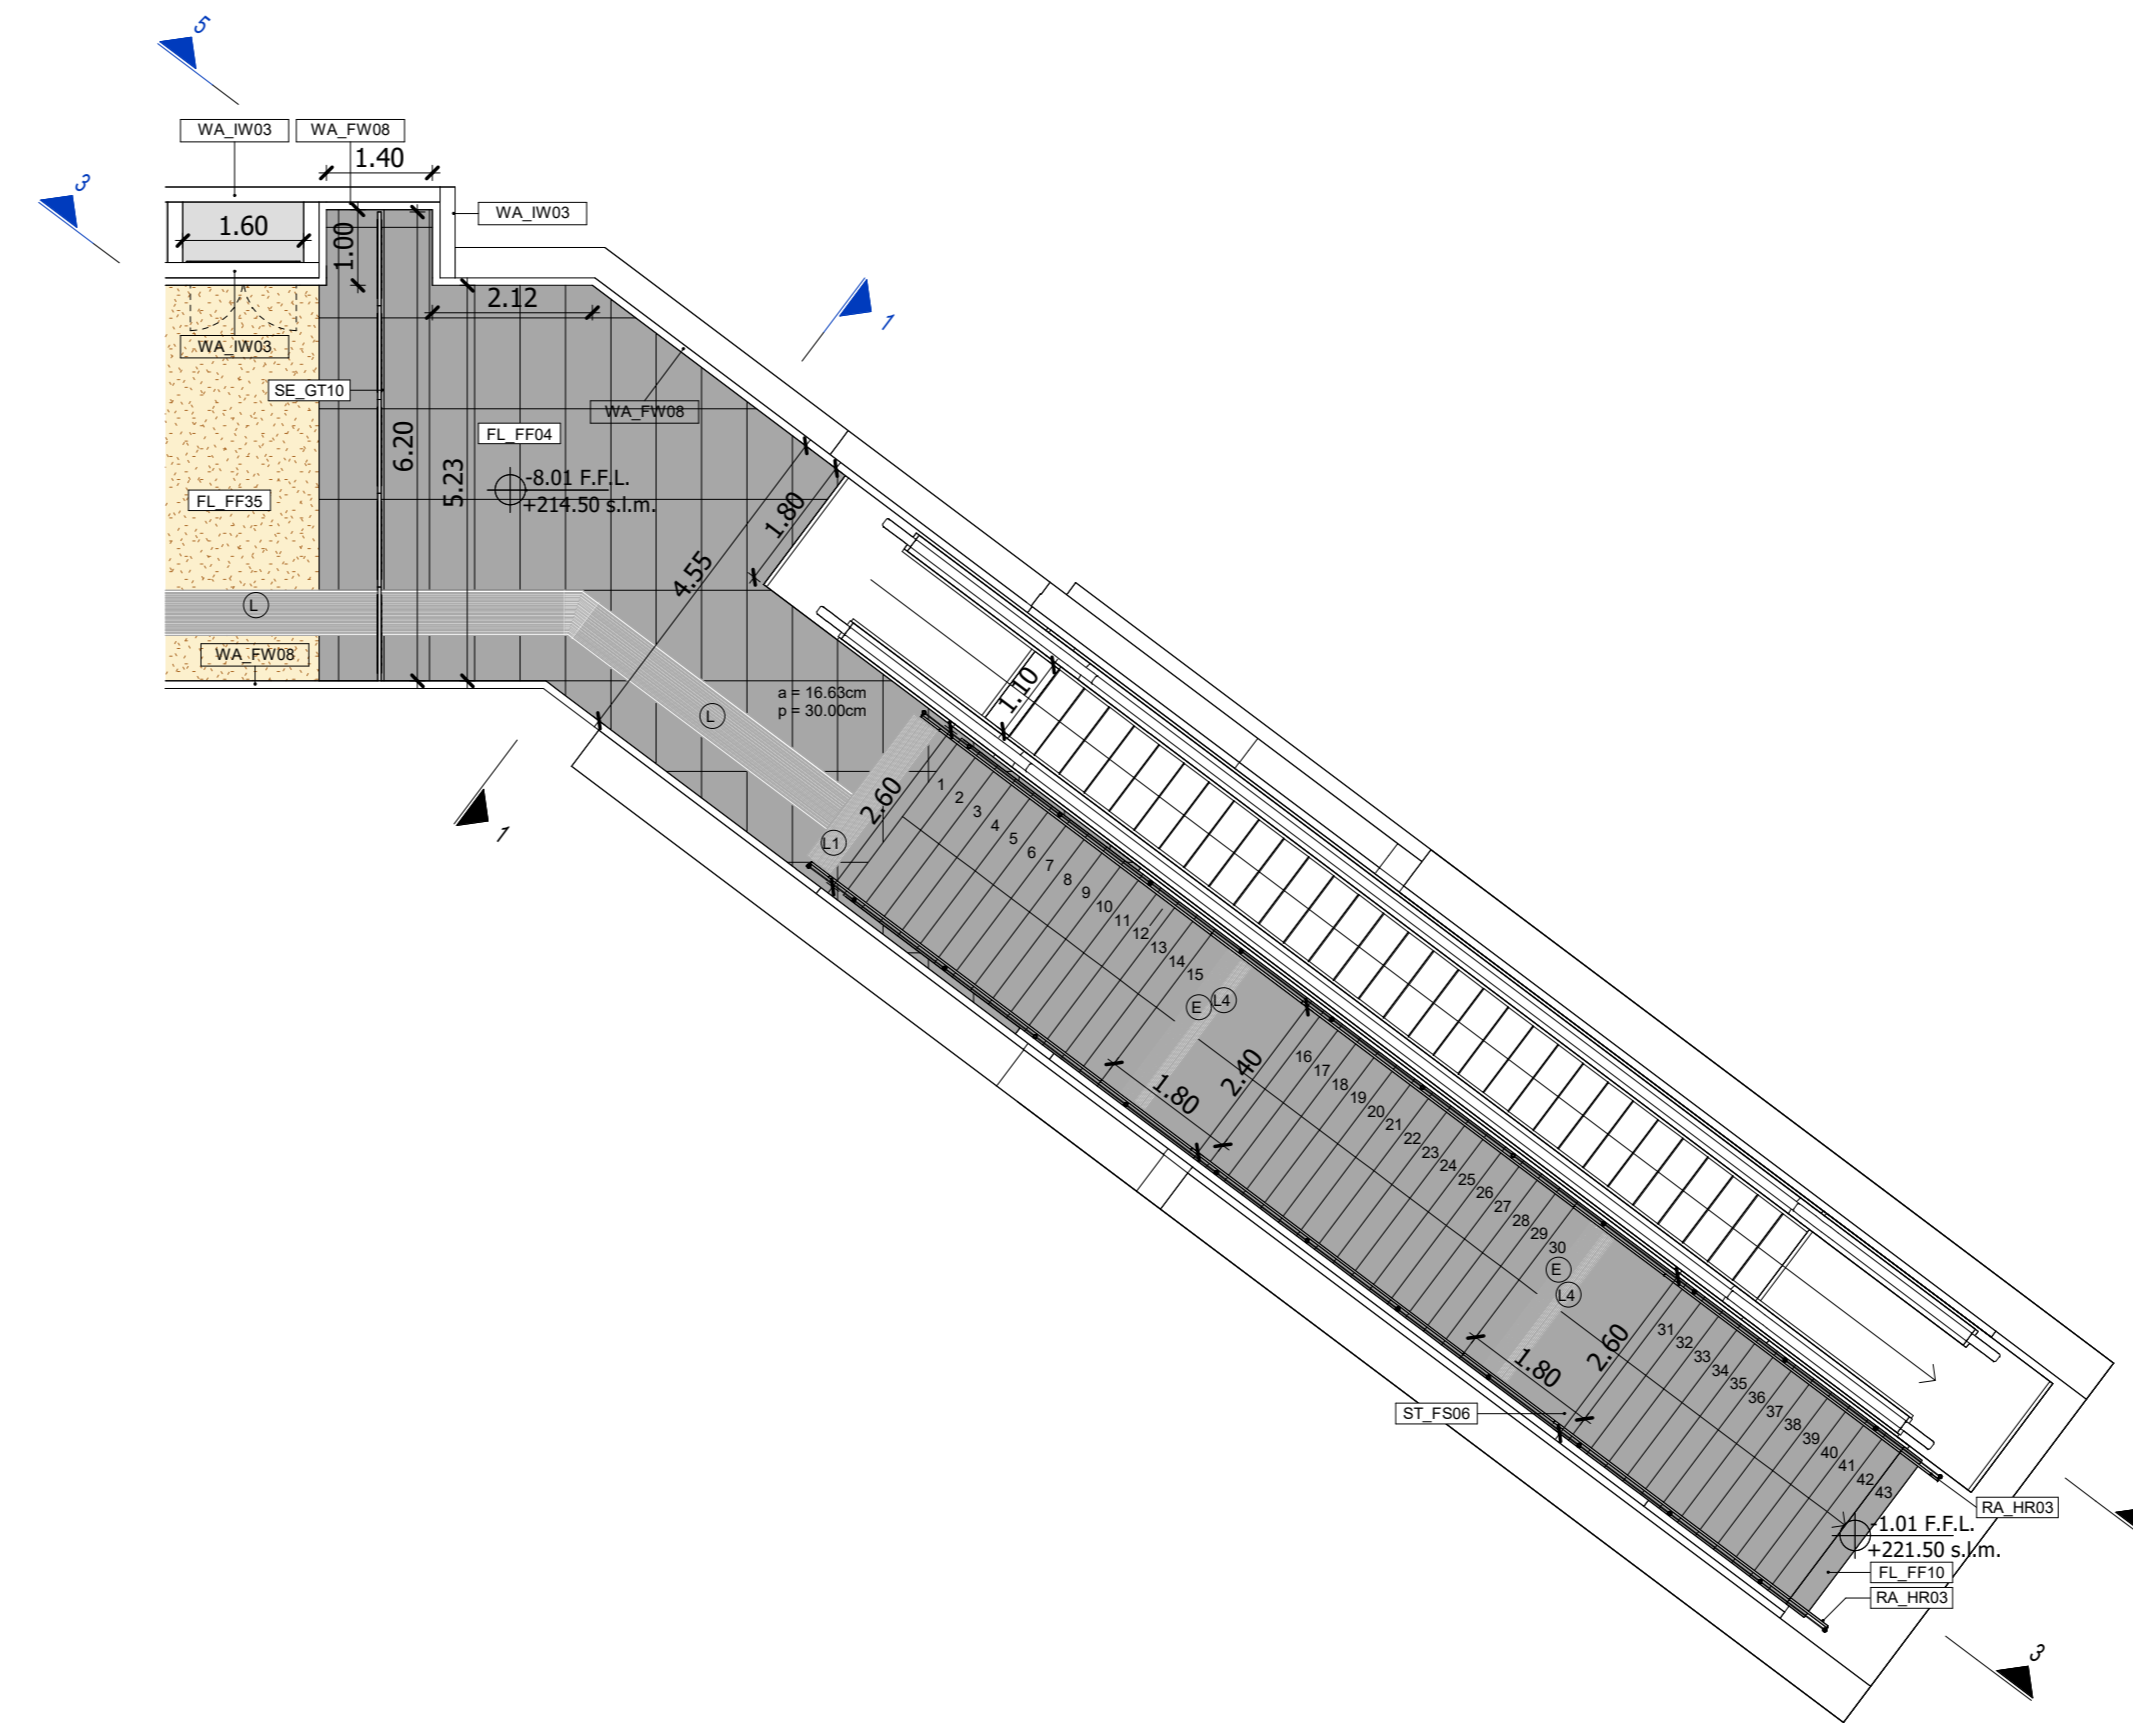 5
WA_IW03
WA_FW08
1.40
3
WA_IW03
1.60
1.00
2.12
1
WA_IW03
SE_GT10
WA_FW08
6.20
5.23
FL_FF04
-8.01 F.F.L.
+214.50 s.l.m.
FL_FF35
1.80
4.55
L
WA_FW08
L
a = 16.63cm
p = 30.00cm
1.10
2.60
L1
1
1
2
3
4
5
6
7
8
9
10
11
12
13
14
15
E
L4
1.80
2.40
16
17
18
19
20
21
22
23
24
25
26
27
28
29
30
E
L4
1.80
2.60
ST_FS06
31
32
33
34
35
36
37
38
39
40
41
42
43
RA_HR03
-1.01 F.F.L.
+221.50 s.l.m.
FL_FF10
RA_HR03
3